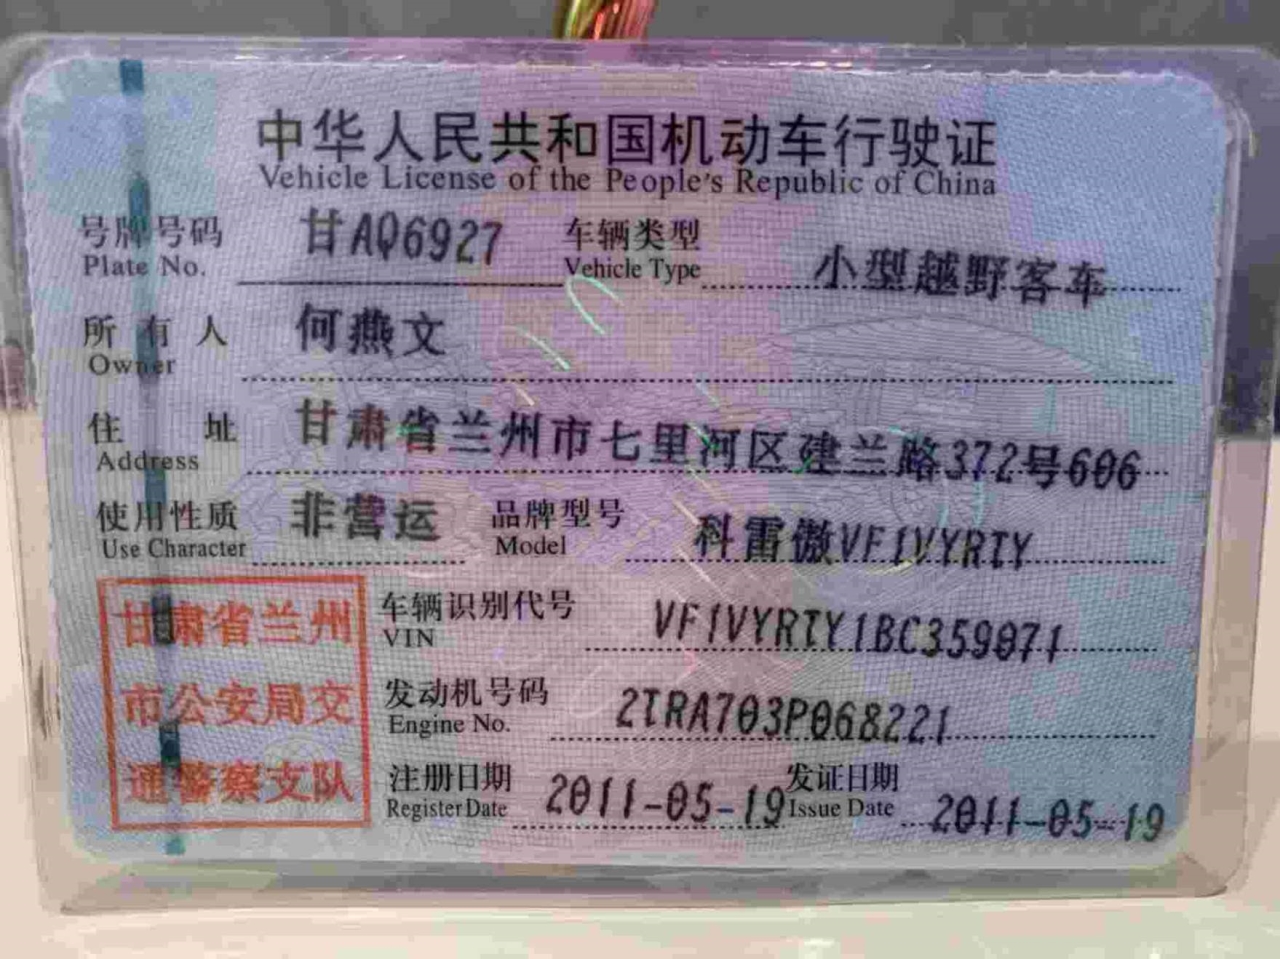 中华人民共和国机动车行驶证
Vehicle License of the People's Republic of China
号牌号码 甘AQ6927 车辆类型 小型越野客车
Plate No. Vehicle Type
所有人 何燕文
Owner
住址 甘肃省兰州市七里河区建兰路372号606
Address
使用性质 非营运 品牌型号 科雷傲VF1VYRTY
Use Character Model
甘肃省兰州
市公安局交
通警察支队
车辆识别代号 VF1VYRTY1BC359071
VIN
发动机号码 2TRA703P068221
Engine No.
注册日期 2011-05-19 发证日期 2011-05-19
Register Date Issue Date